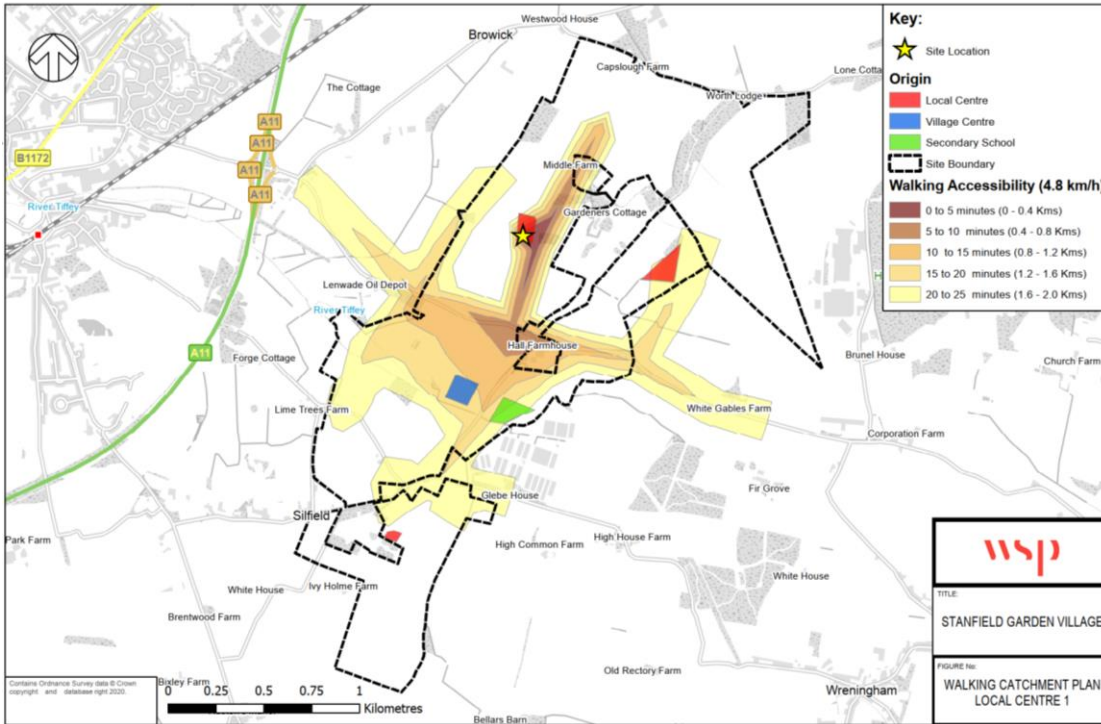 Westwood House
Browick
Capslough Farm
Lone Cotta
The Cottage
Worth Lodge
A11
A11
A11
A11
B1172
River Tiffey
Middle Farm
Gardeners Cottage
Lenwade Oil Depot
River Tiffey
A11
Forge Cottage
Hall Farmhouse
Brunel House
Church Farm
Lime Trees Farm
White Gables Farm
Corporation Farm
Glebe House
Fir Grove
Silfield
Park Farm
High Common Farm
High House Farm
White House
Ivy Holme Farm
White House
Brentwood Farm
Old Rectory Farm
Bixley Farm
Wreningham
Bellars Barn
Contains Ordnance Survey data © Crown
copyright and database right 2020.
0 0.25 0.5 0.75 1
Kilometres
Key:
Site Location
Origin
Local Centre
Village Centre
Secondary School
Site Boundary
Walking Accessibility (4.8 km/h)
0 to 5 minutes (0 - 0.4 Kms)
5 to 10 minutes (0.4 - 0.8 Kms)
10 to 15 minutes (0.8 - 1.2 Kms)
15 to 20 minutes (1.2 - 1.6 Kms)
20 to 25 minutes (1.6 - 2.0 Kms)
wsp
TITLE:
STANFIELD GARDEN VILLAGE
FIGURE No:
WALKING CATCHMENT PLAN
LOCAL CENTRE 1